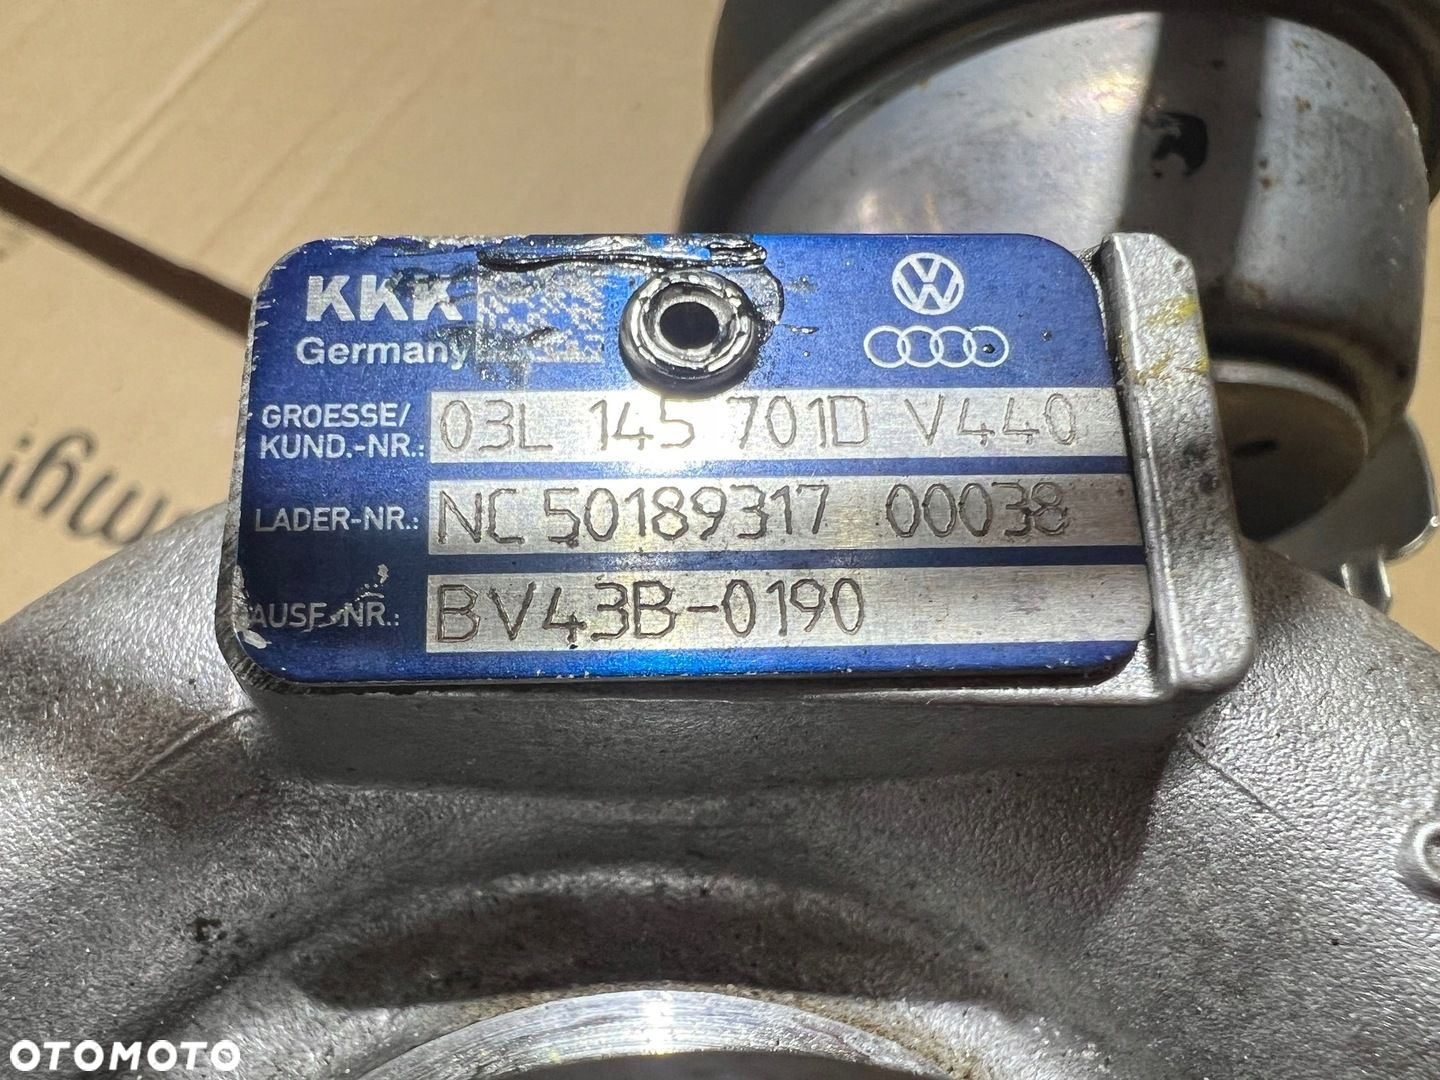 KKK
Germany
GROESSE/
KUND.-NR.: 03L 145 701D V440
LADER-NR.: NC 50189317 00038
AUSF.-NR.: BV43B-0190
OTOMOTO